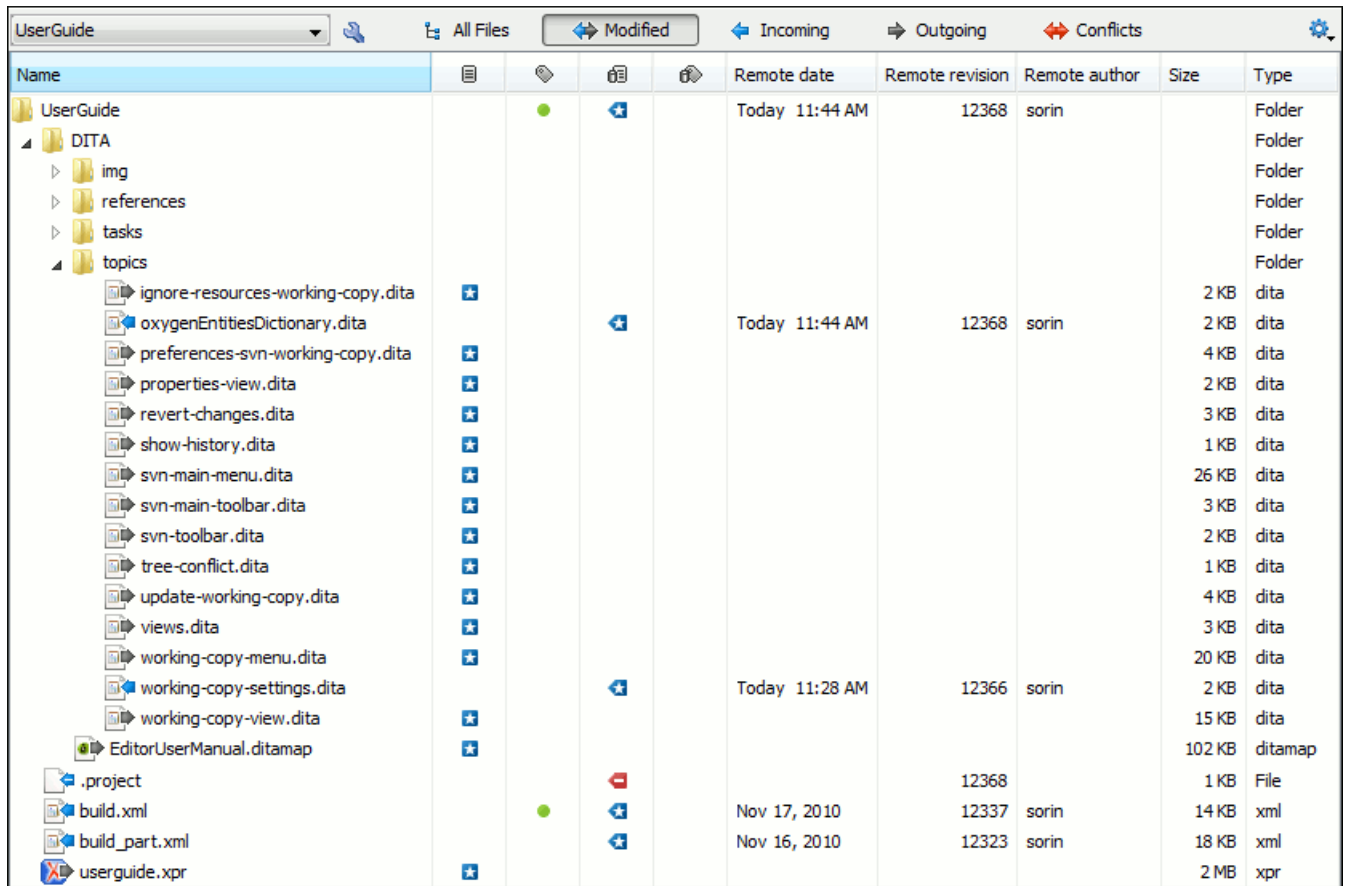 UserGuide All Files Modified Incoming Outgoing Conflicts
Name Remote date Remote revision Remote author Size Type
UserGuide Today 11:44 AM 12368 sorin Folder
DITA Folder
img Folder
references Folder
tasks Folder
topics Folder
ignore-resources-working-copy.dita 2 KB dita
oxygenEntitiesDictionary.dita Today 11:44 AM 12368 sorin 2 KB dita
preferences-svn-working-copy.dita 4 KB dita
properties-view.dita 2 KB dita
revert-changes.dita 3 KB dita
show-history.dita 1 KB dita
svn-main-menu.dita 26 KB dita
svn-main-toolbar.dita 3 KB dita
svn-toolbar.dita 2 KB dita
tree-conflict.dita 1 KB dita
update-working-copy.dita 4 KB dita
views.dita 3 KB dita
working-copy-menu.dita 20 KB dita
working-copy-settings.dita Today 11:28 AM 12366 sorin 2 KB dita
working-copy-view.dita 15 KB dita
EditorUserManual.ditamap 102 KB ditamap
.project 12368 1 KB File
build.xml Nov 17, 2010 12337 sorin 14 KB xml
build_part.xml Nov 16, 2010 12323 sorin 18 KB xml
userguide.xpr 2 MB xpr